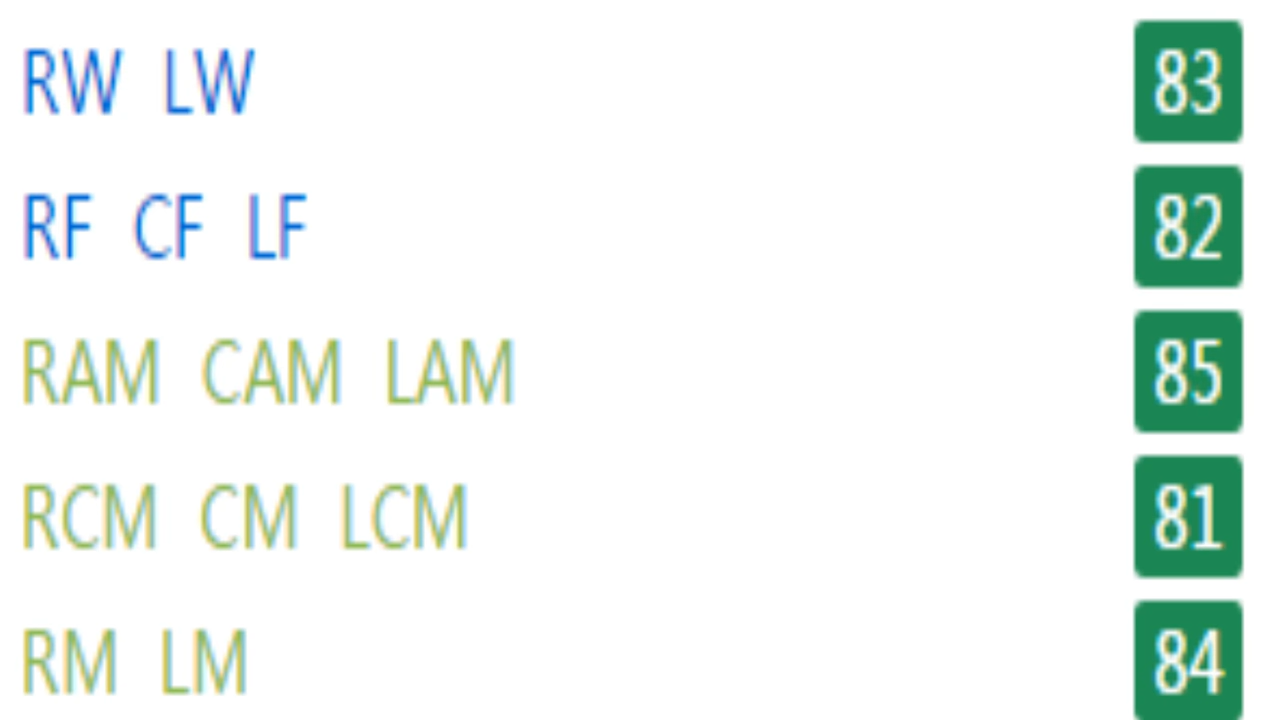 RW LW 83
RF CF LF 82
RAM CAM LAM 85
RCM CM LCM 81
RM LM 84